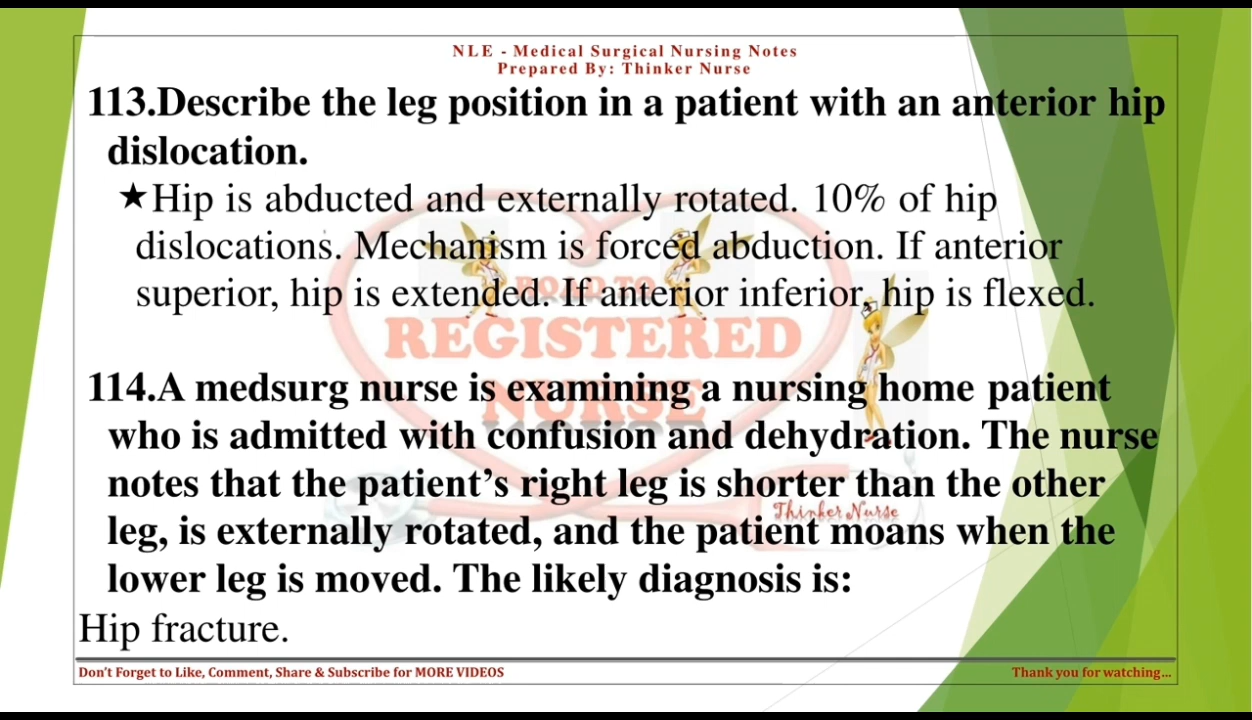 NLE - Medical Surgical Nursing Notes
Prepared By: Thinker Nurse
113.Describe the leg position in a patient with an anterior hip
dislocation.
★Hip is abducted and externally rotated. 10% of hip
dislocations. Mechanism is forced abduction. If anterior
superior, hip is extended. If anterior inferior, hip is flexed.
REGISTERED
114.A medsurg nurse is examining a nursing home patient
NURSE
who is admitted with confusion and dehydration. The nurse
notes that the patient’s right leg is shorter than the other
Thinker Nurse
leg, is externally rotated, and the patient moans when the
lower leg is moved. The likely diagnosis is:
Hip fracture.
Don't Forget to Like, Comment, Share & Subscribe for MORE VIDEOS
Thank you for watching...